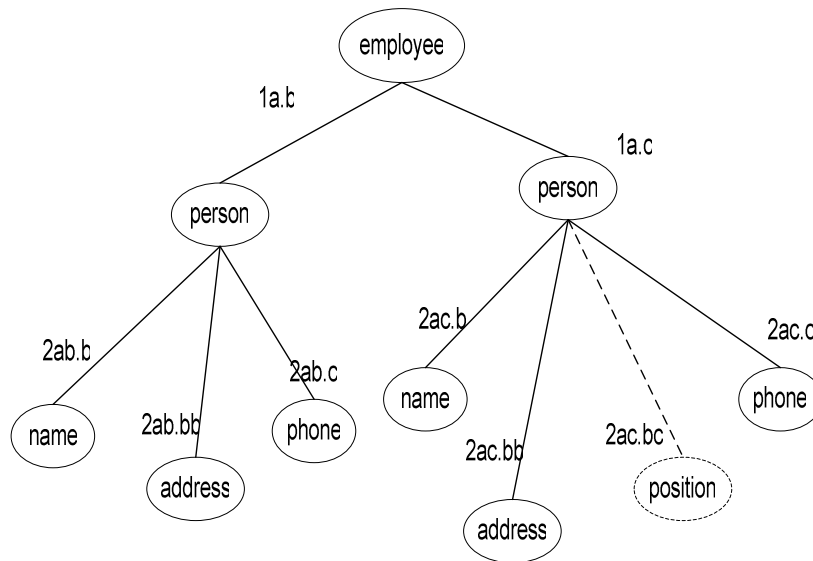 employee
1a.b
1a.c
person
person
2ab.b
2ab.bb
2ab.c
2ac.b
2ac.bb
2ac.bc
2ac.c
name
address
phone
name
address
position
phone